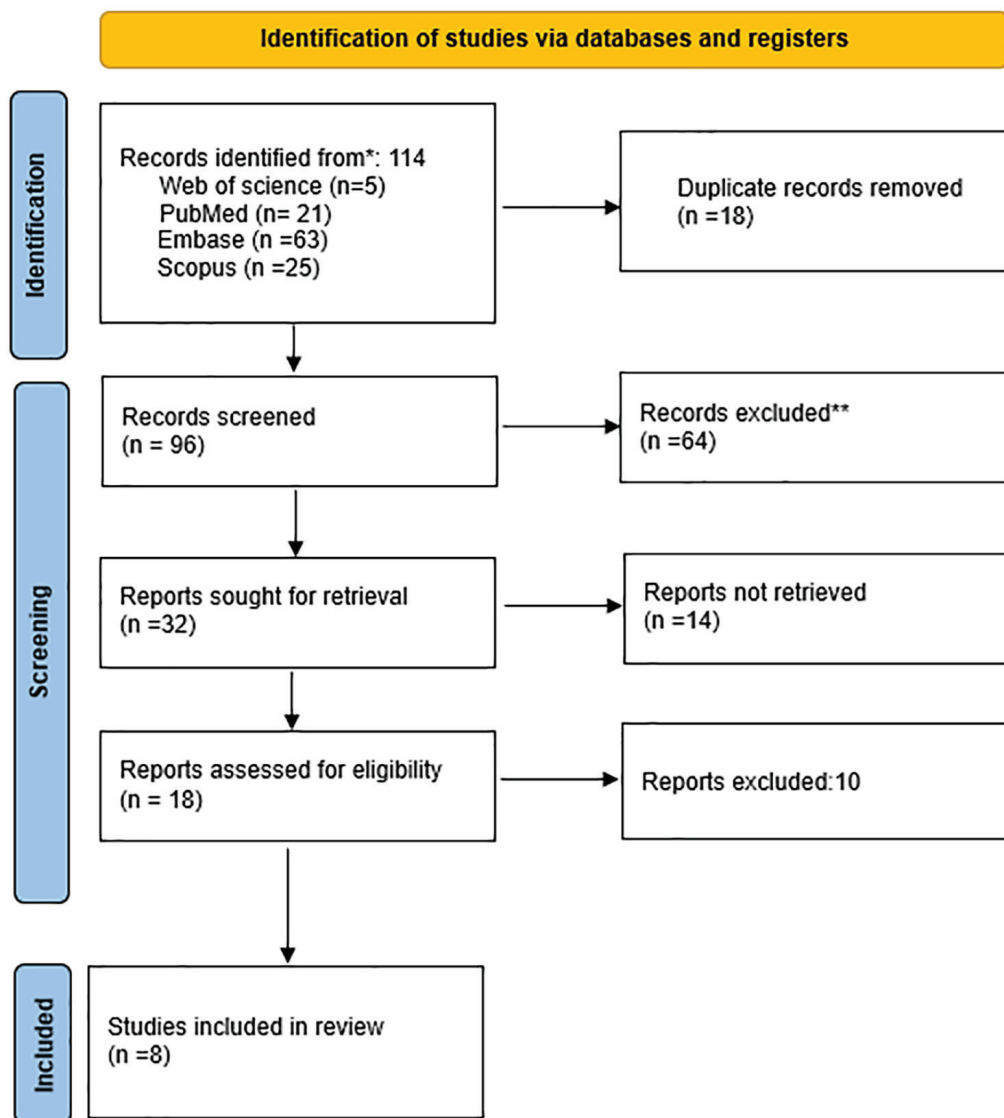 Identification of studies via databases and registers
Identification
Records identified from*: 114
Web of science (n=5)
PubMed (n= 21)
Embase (n =63)
Scopus (n =25)
Duplicate records removed
(n =18)
Screening
Records screened
(n = 96)
Records excluded**
(n =64)
Reports sought for retrieval
(n =32)
Reports not retrieved
(n =14)
Reports assessed for eligibility
(n = 18)
Reports excluded:10
Included
Studies included in review
(n =8)